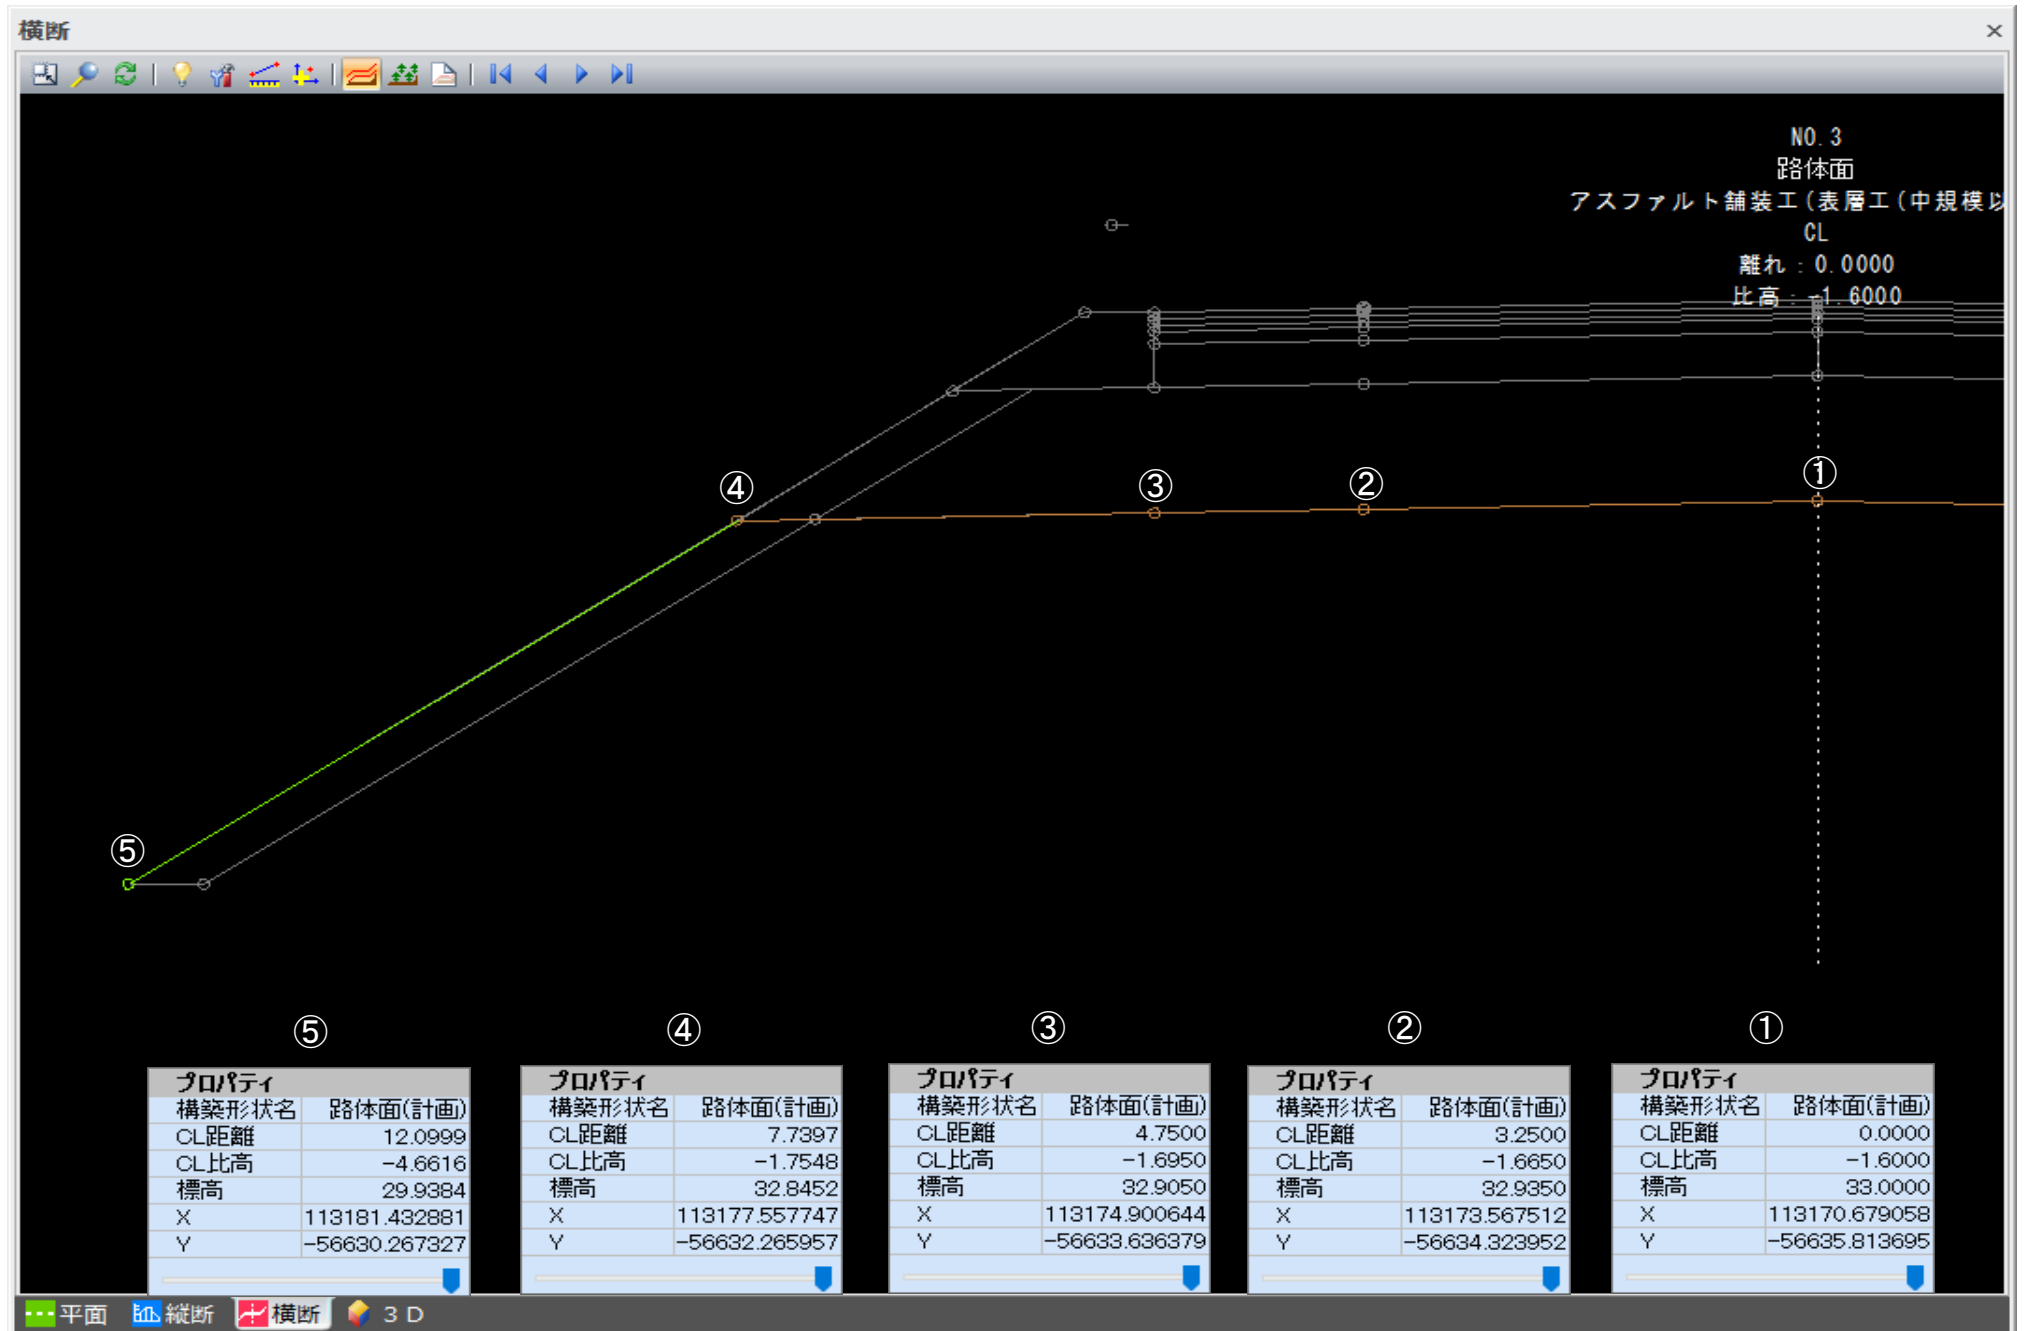 横断
NO.3
路体面
アスファルト舗装工(表層工(中規模以
CL
離れ:0.0000
比高:-1.6000
④
③
②
①
⑤
⑤
プロパティ
構築形状名 路体面(計画)
CL距離 12.0999
CL比高 -4.6616
標高 29.9384
X 113181.432881
Y -56630.267327
④
プロパティ
構築形状名 路体面(計画)
CL距離 7.7397
CL比高 -1.7548
標高 32.8452
X 113177.557747
Y -56632.265957
③
プロパティ
構築形状名 路体面(計画)
CL距離 4.7500
CL比高 -1.6950
標高 32.9050
X 113174.900644
Y -56633.636379
②
プロパティ
構築形状名 路体面(計画)
CL距離 3.2500
CL比高 -1.6650
標高 32.9350
X 113173.567512
Y -56634.323952
①
プロパティ
構築形状名 路体面(計画)
CL距離 0.0000
CL比高 -1.6000
標高 33.0000
X 113170.679058
Y -56635.813695
平面 縦断 横断 3D